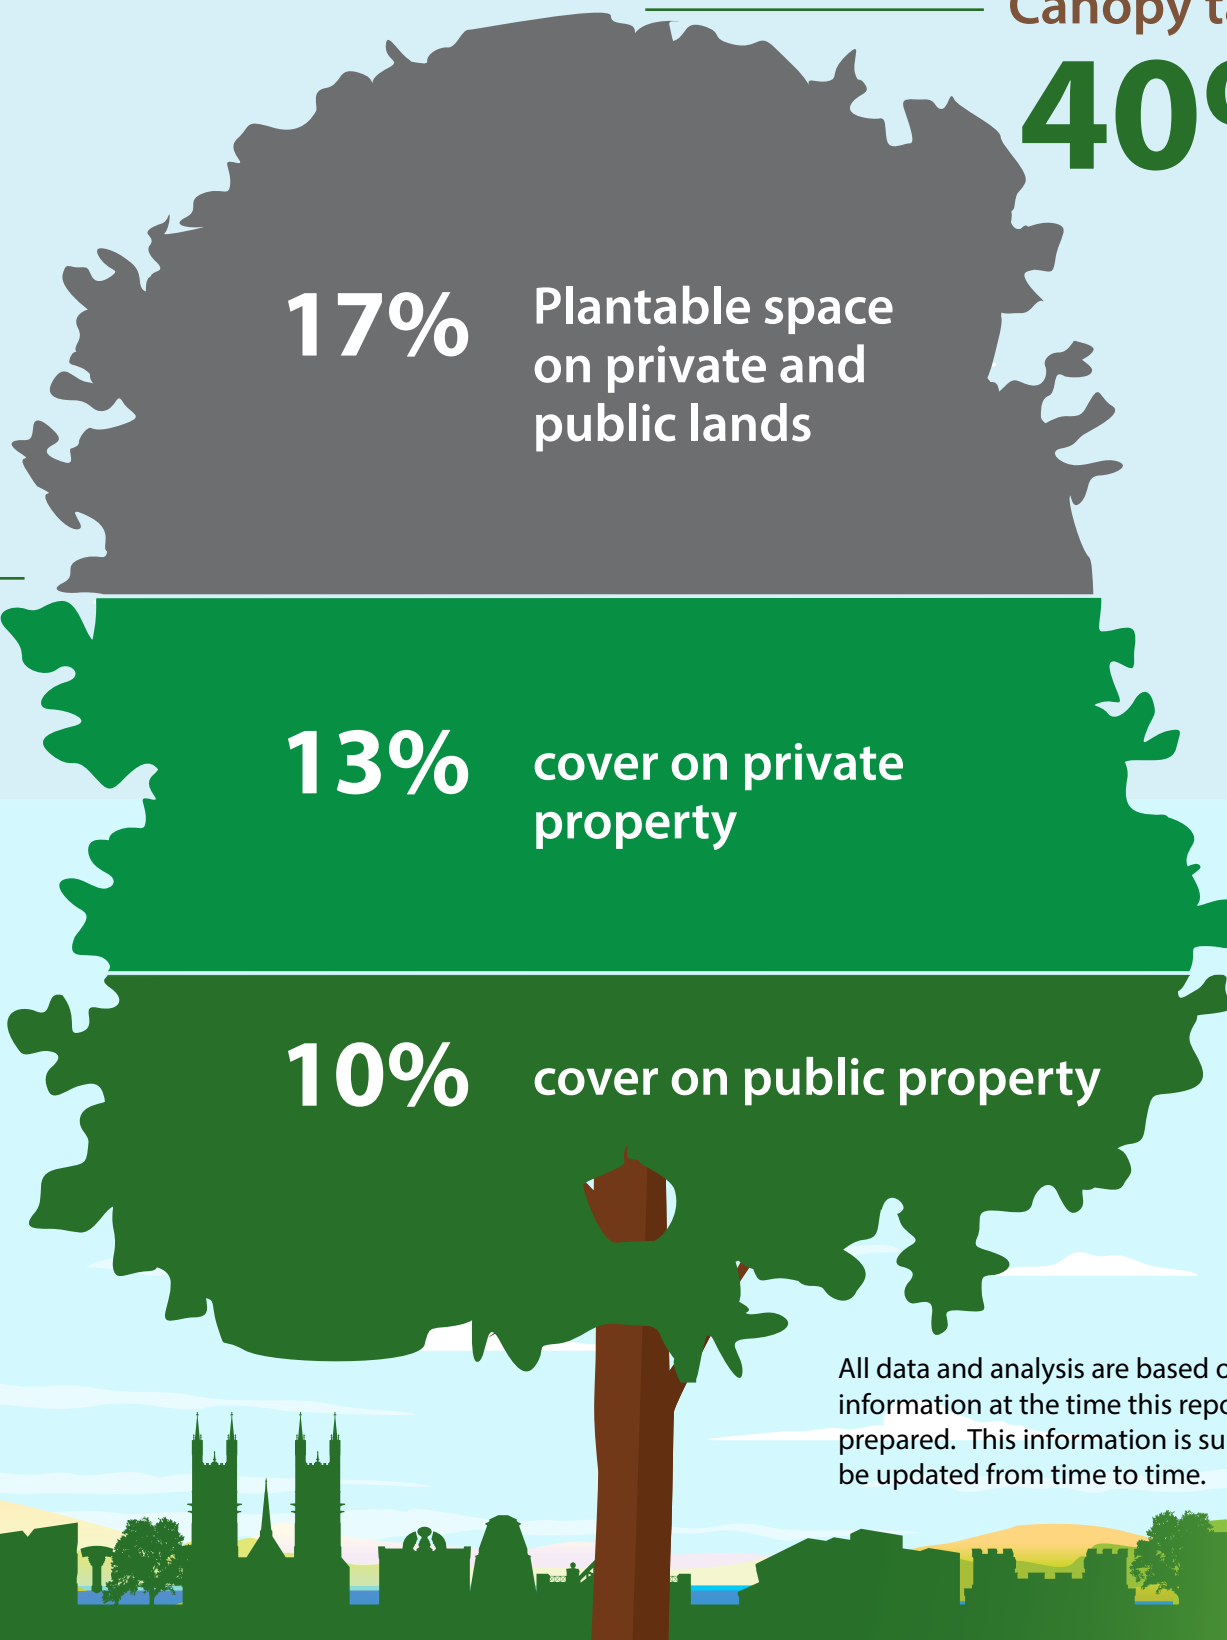 Canopy
40%
17%
Plantable space
on private and
public lands
13%
cover on private
property
10%
cover on public property
All data and analysis are based
information at the time this
prepared.  This information is
be updated from time to time.